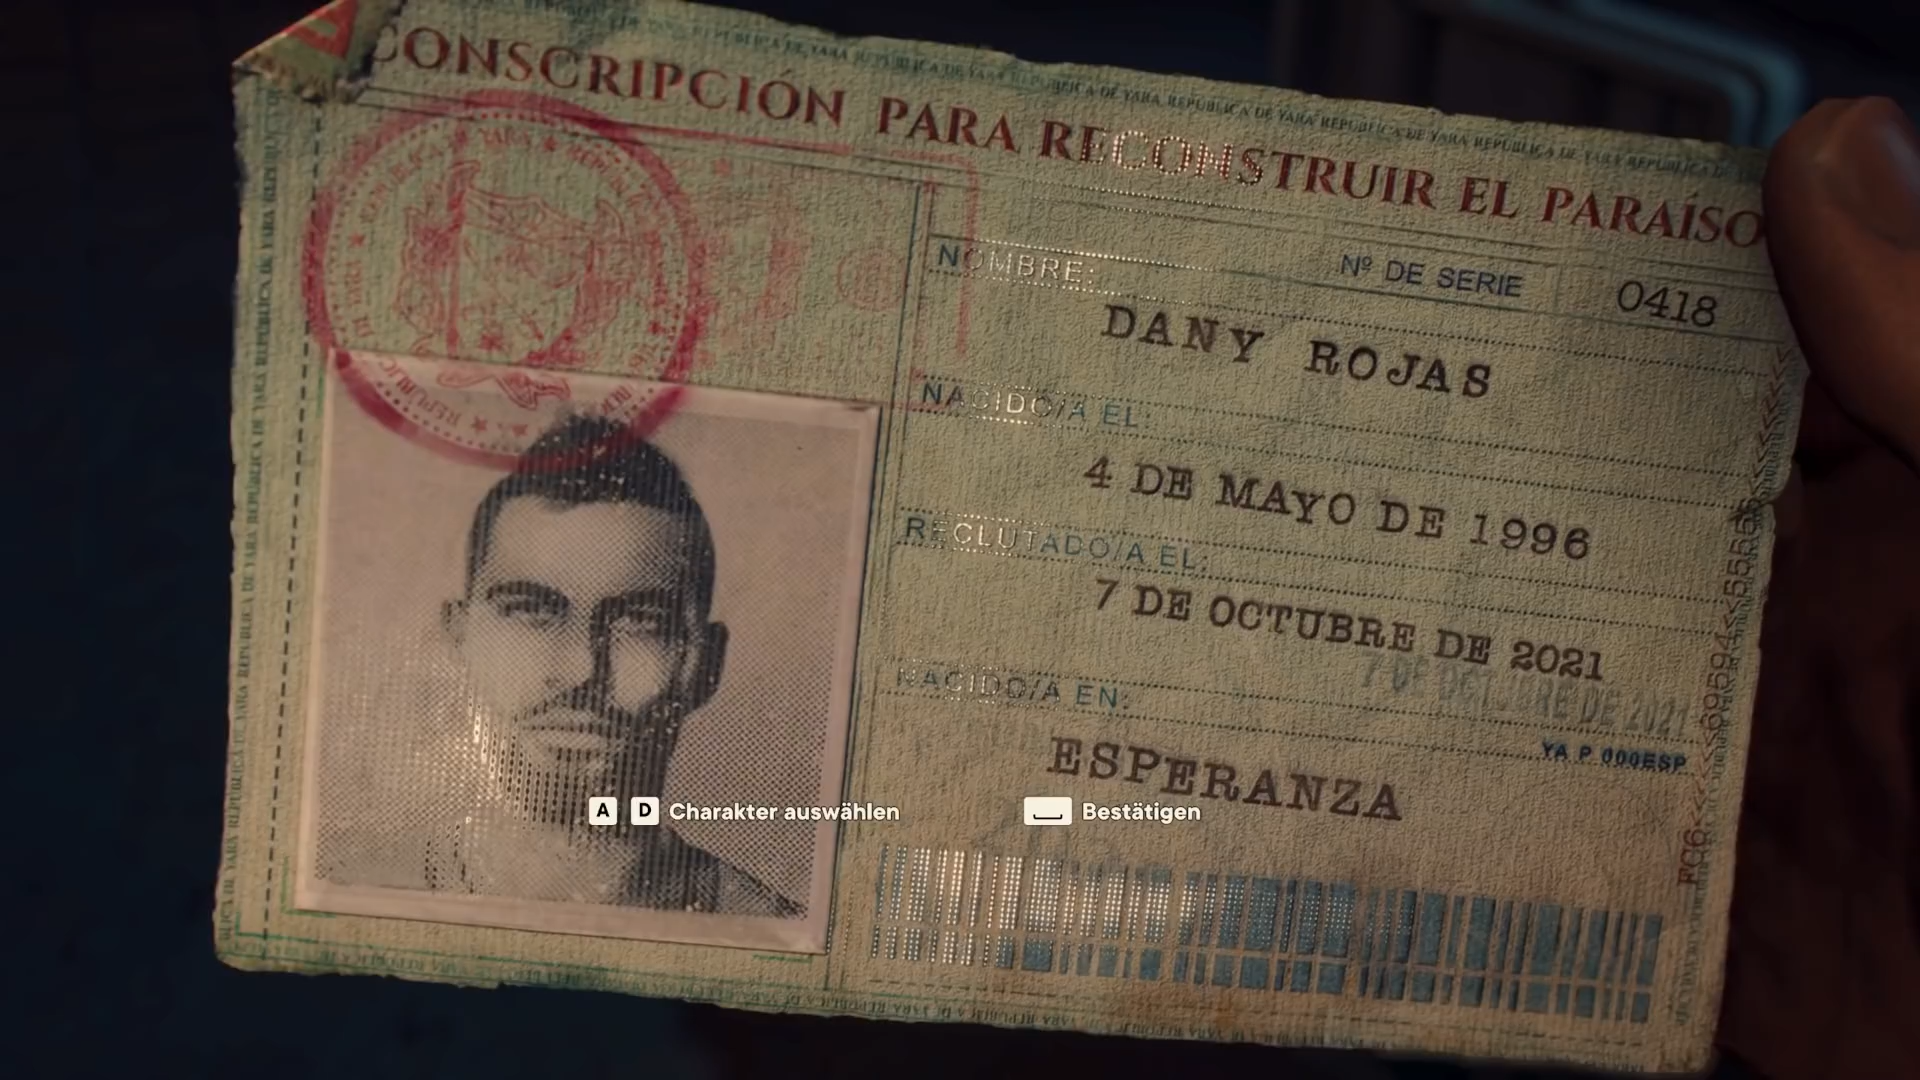 CONSCRIPCIÓN PARA RECONSTRUIR EL PARAÍSO
NOMBRE:
Nº DE SERIE
0418
DANY ROJAS
NACIDO/A EL:
4 DE MAYO DE 1996
RECLUTADO/A EL:
7 DE OCTUBRE DE 2021
7 DE OCTUBRE DE 2021
NACIDO/A EN:
YA P 000ESP
ESPERANZA
A D Charakter auswählen
Bestätigen